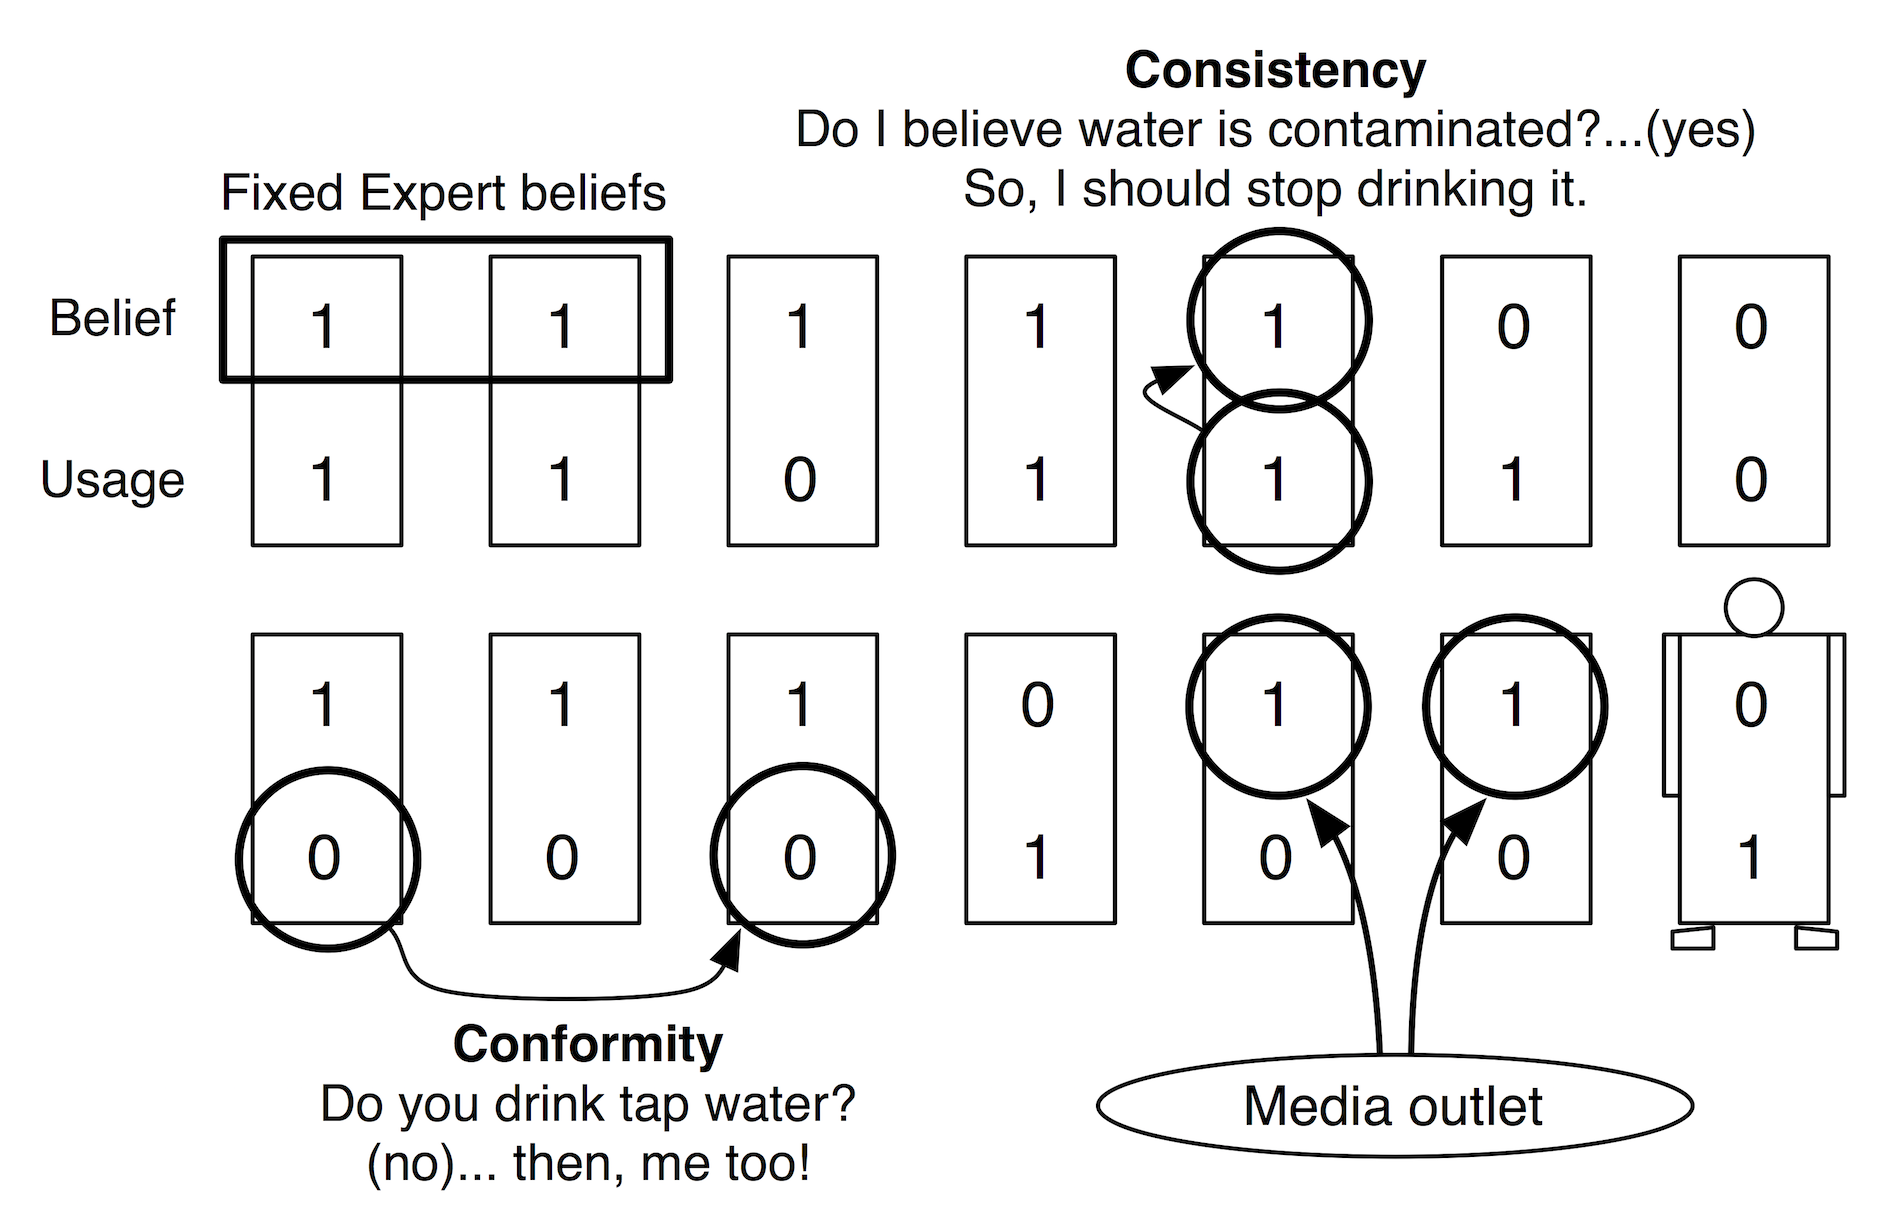 Consistency
Do I believe water is contaminated?...(yes)
So, I should stop drinking it.
Fixed Expert beliefs
Belief 1 1 1 1 1 0 0
Usage 1 1 0 1 1 1 0
1 1 1 0 1 1 0
0 0 0 1 0 0 1
Conformity
Do you drink tap water?
(no)... then, me too!
Media outlet